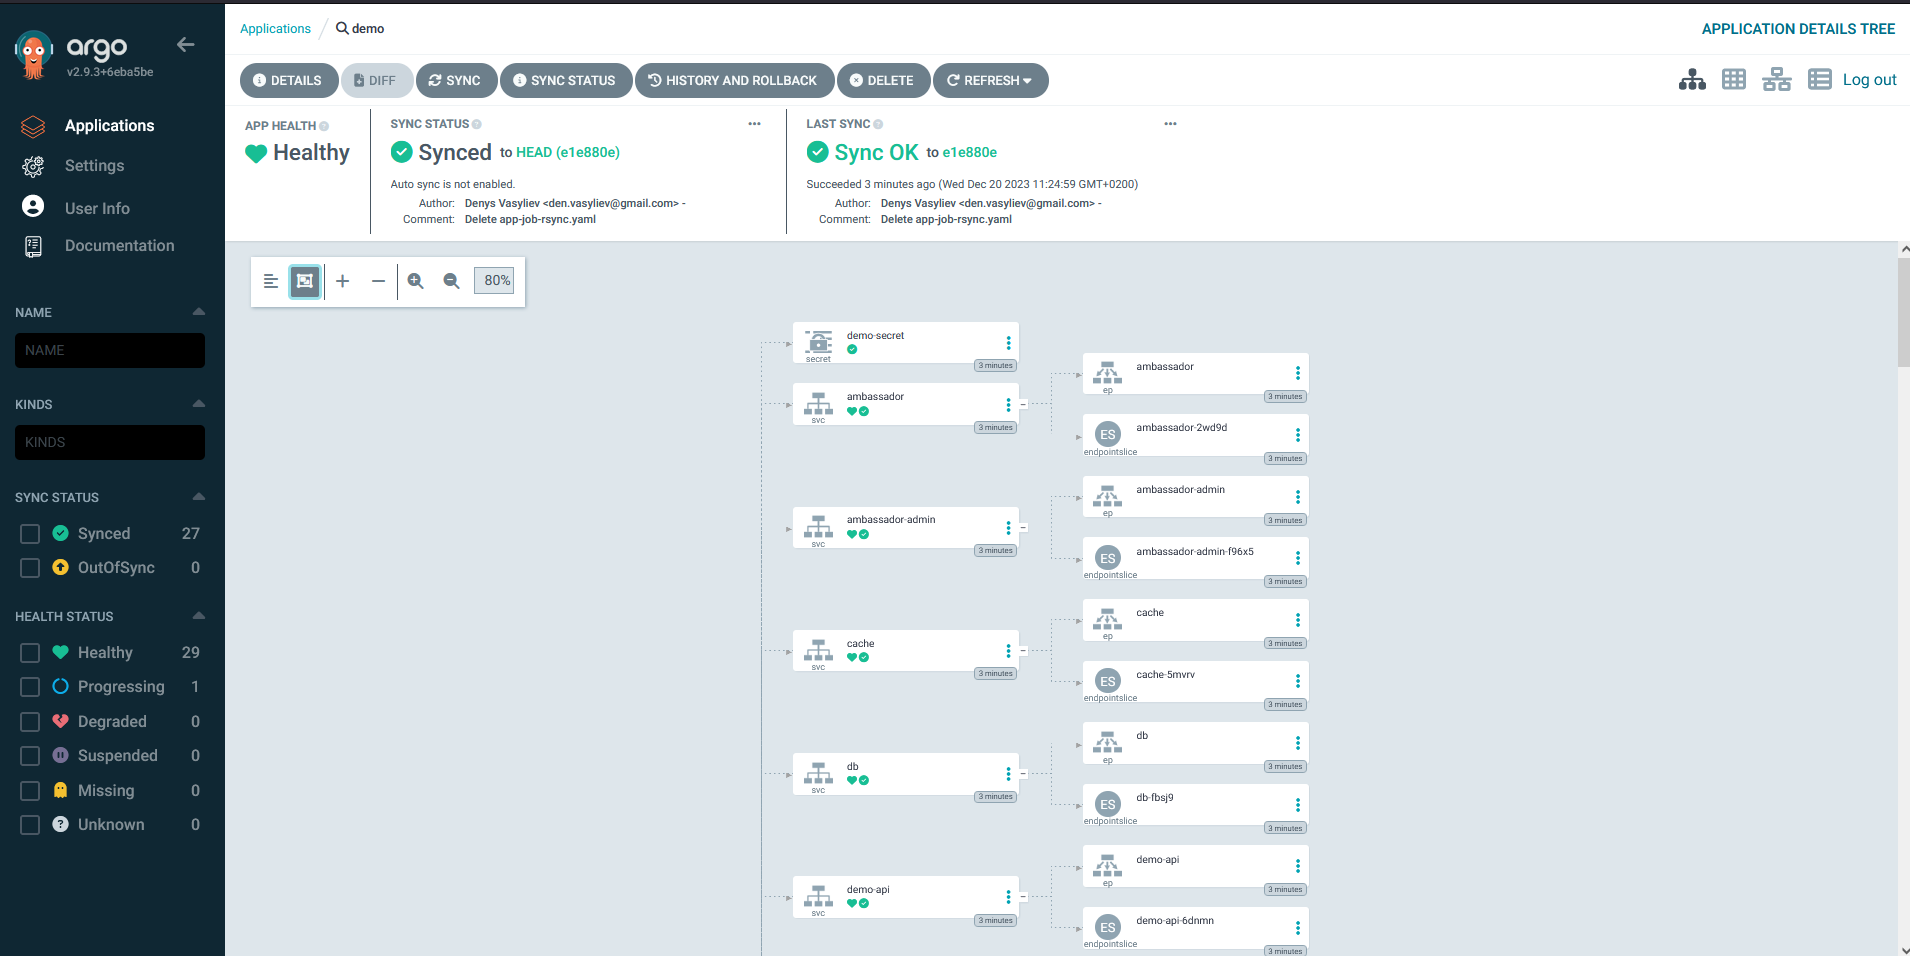 argo
v2.9.3+6eba5be
Applications
Settings
User Info
Documentation
NAME
NAME
KINDS
KINDS
SYNC STATUS
Synced 27
OutOfSync 0
HEALTH STATUS
Healthy 29
Progressing 1
Degraded 0
Suspended 0
Missing 0
Unknown 0
Applications / demo
APPLICATION DETAILS TREE
DETAILS DIFF SYNC SYNC STATUS HISTORY AND ROLLBACK DELETE REFRESH
Log out
APP HEALTH
Healthy
SYNC STATUS
Synced to HEAD (e1e880e)
Auto sync is not enabled.
Author: Denys Vasyliev <den.vasyliev@gmail.com> -
Comment: Delete app-job-rsync.yaml
LAST SYNC
Sync OK to e1e880e
Succeeded 3 minutes ago (Wed Dec 20 2023 11:24:59 GMT+0200)
Author: Denys Vasyliev <den.vasyliev@gmail.com> -
Comment: Delete app-job-rsync.yaml
80%
demo-secret
secret
3 minutes
ambassador
svc
3 minutes
ambassador
ep
3 minutes
ES
ambassador-2wd9d
endpointslice
3 minutes
ambassador-admin
svc
3 minutes
ambassador-admin
ep
3 minutes
ES
ambassador-admin-f96x5
endpointslice
3 minutes
cache
svc
3 minutes
cache
ep
3 minutes
ES
cache-5mvrv
endpointslice
3 minutes
db
svc
3 minutes
db
ep
3 minutes
ES
db-fbsj9
endpointslice
3 minutes
demo-api
svc
3 minutes
demo-api
ep
3 minutes
ES
demo-api-6dnmn
endpointslice
3 minutes